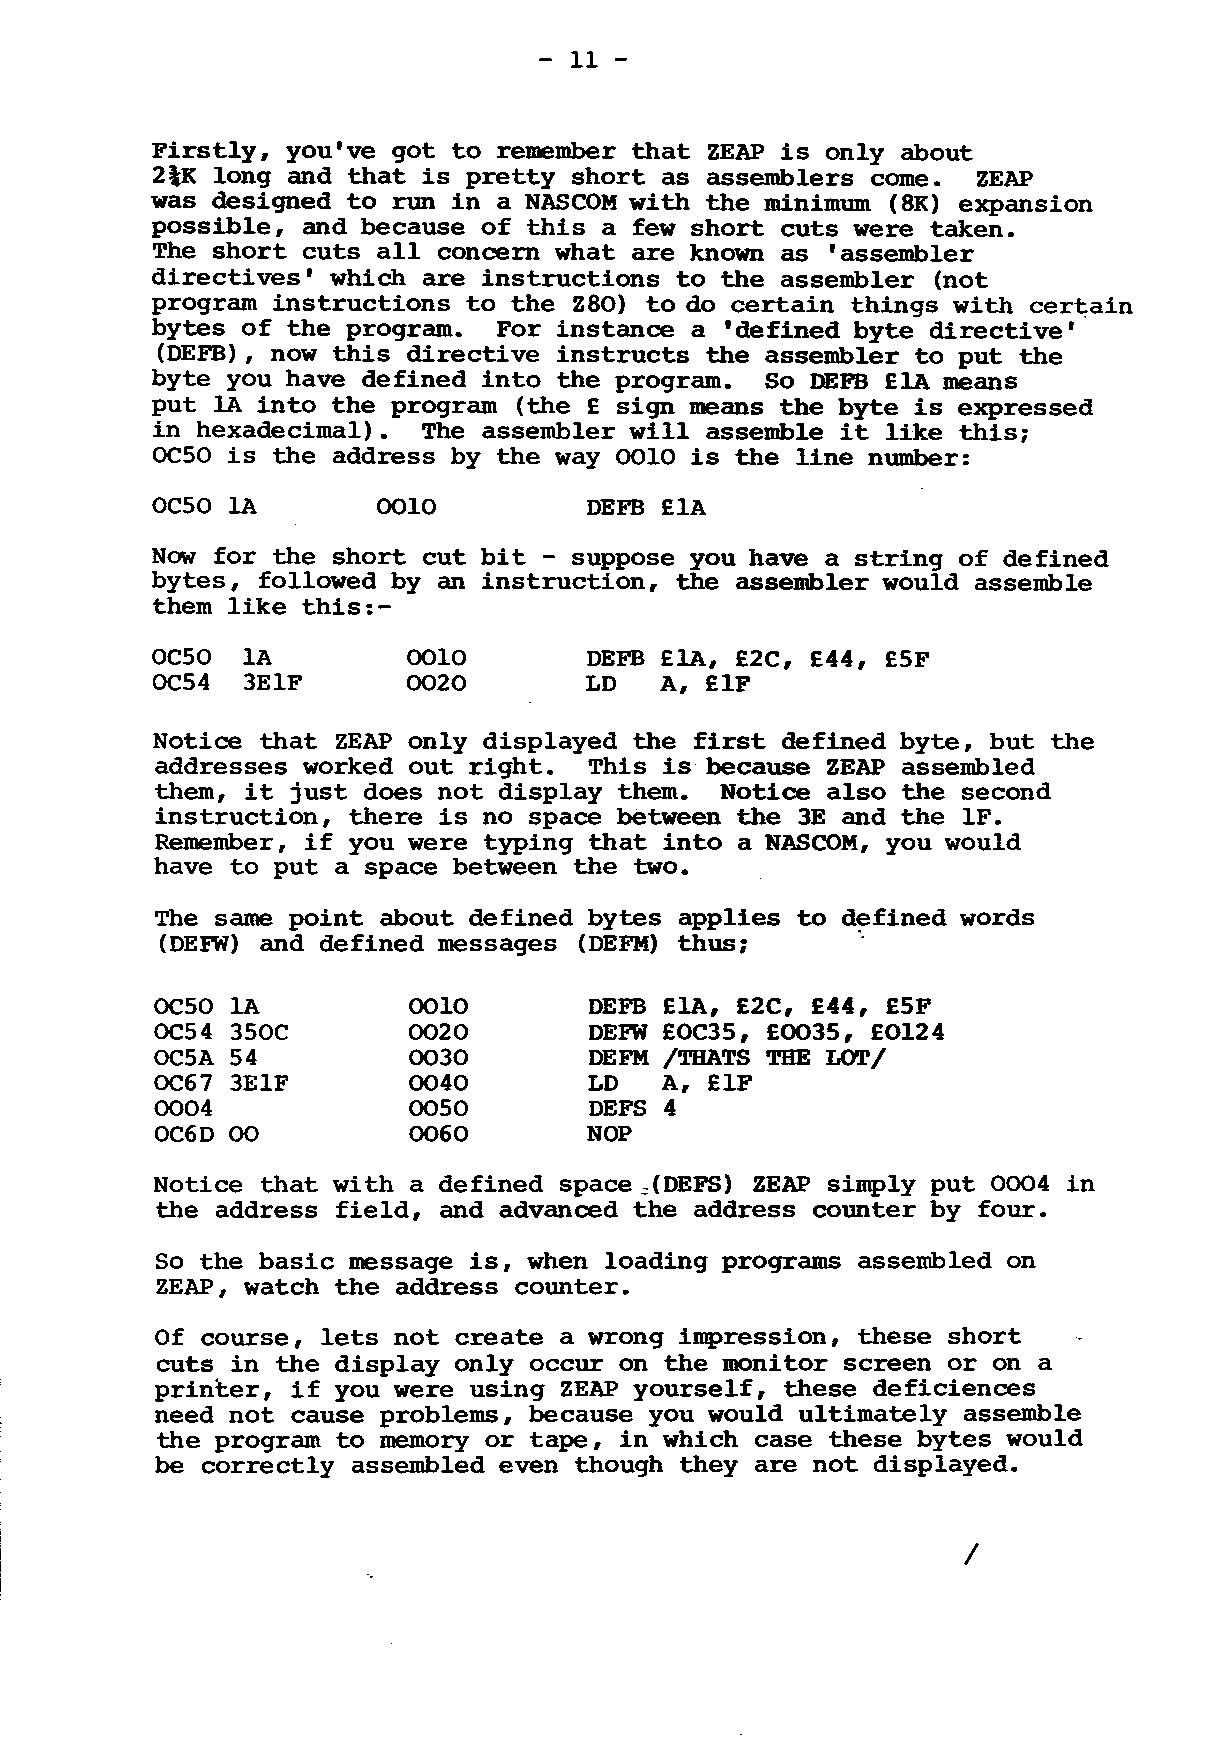 - 11 -
Firstly, you've got to remember that ZEAP is only about
2¾K long and that is pretty short as assemblers come. ZEAP
was designed to run in a NASCOM with the minimum (8K) expansion
possible, and because of this a few short cuts were taken.
The short cuts all concern what are known as 'assembler
directives' which are instructions to the assembler (not
program instructions to the Z80) to do certain things with certain
bytes of the program. For instance a 'defined byte directive'
(DEFB), now this directive instructs the assembler to put the
byte you have defined into the program. So DEFB £1A means
put 1A into the program (the £ sign means the byte is expressed
in hexadecimal). The assembler will assemble it like this;
OC50 is the address by the way 0010 is the line number:
OC50 1A 0010 DEFB £1A
Now for the short cut bit - suppose you have a string of defined
bytes, followed by an instruction, the assembler would assemble
them like this:-
OC50 1A 0010 DEFB £1A, £2C, £44, £5F
OC54 3E1F 0020 LD A, £1F
Notice that ZEAP only displayed the first defined byte, but the
addresses worked out right. This is because ZEAP assembled
them, it just does not display them. Notice also the second
instruction, there is no space between the 3E and the 1F.
Remember, if you were typing that into a NASCOM, you would
have to put a space between the two.
The same point about defined bytes applies to defined words
(DEFW) and defined messages (DEFM) thus;
OC50 1A 0010 DEFB £1A, £2C, £44, £5F
OC54 350C 0020 DEFW £0C35, £0035, £0124
OC5A 54 0030 DEFM /THATS THE LOT/
OC67 3E1F 0040 LD A, £1F
0004 0050 DEFS 4
OC6D 00 0060 NOP
Notice that with a defined space (DEFS) ZEAP simply put 0004 in
the address field, and advanced the address counter by four.
So the basic message is, when loading programs assembled on
ZEAP, watch the address counter.
Of course, lets not create a wrong impression, these short
cuts in the display only occur on the monitor screen or on a
printer, if you were using ZEAP yourself, these deficiences
need not cause problems, because you would ultimately assemble
the program to memory or tape, in which case these bytes would
be correctly assembled even though they are not displayed.
/